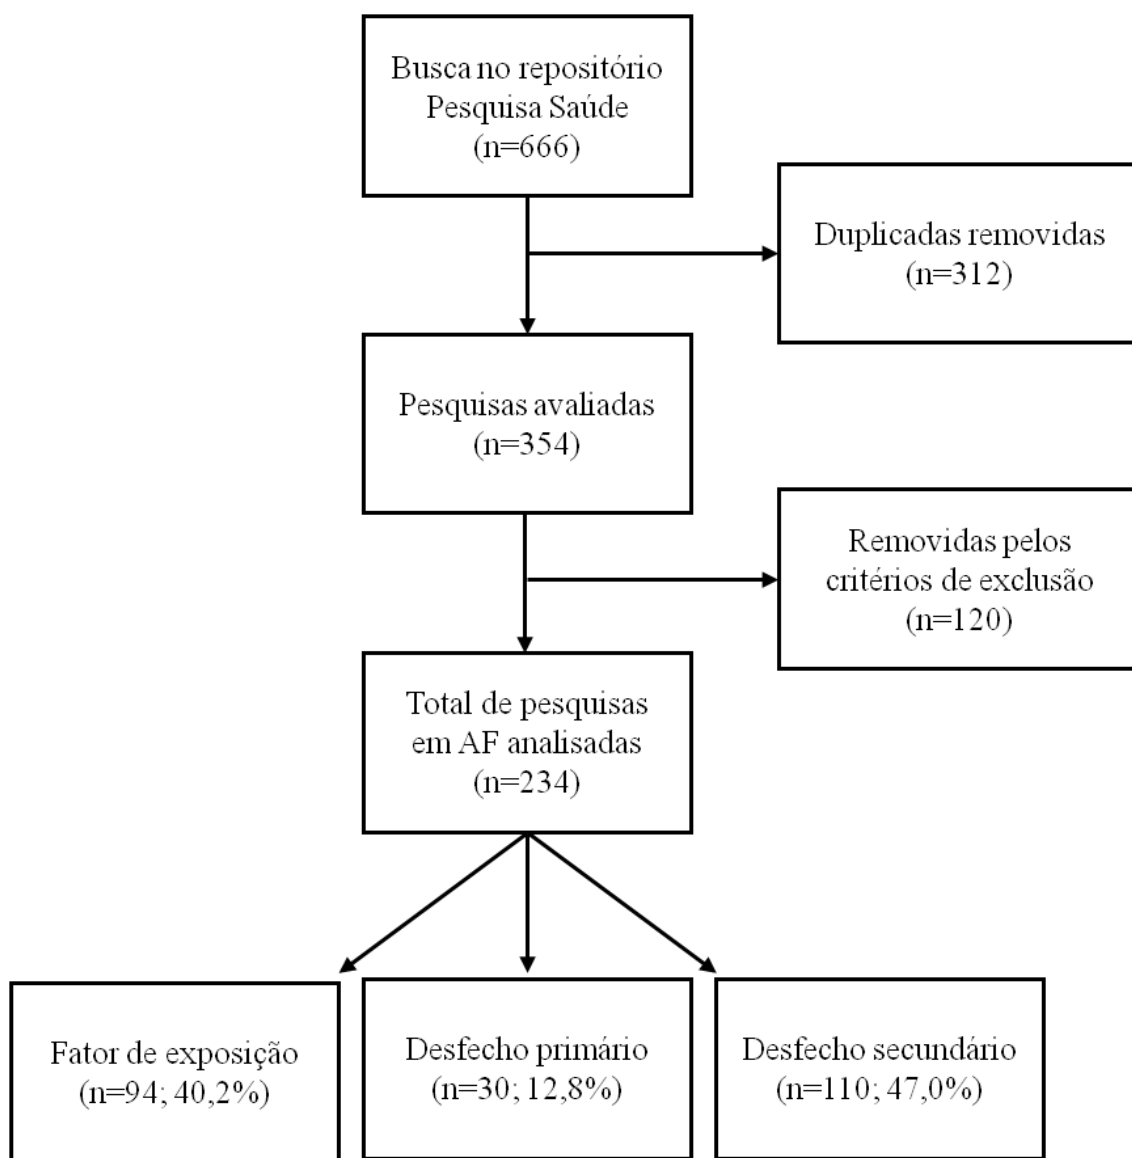 Busca no repositório
Pesquisa Saúde
(n=666)
Duplicadas removidas
(n=312)
Pesquisas avaliadas
(n=354)
Removidas pelos
critérios de exclusão
(n=120)
Total de pesquisas
em AF analisadas
(n=234)
Fator de exposição
(n=94; 40,2%)
Desfecho primário
(n=30; 12,8%)
Desfecho secundário
(n=110; 47,0%)